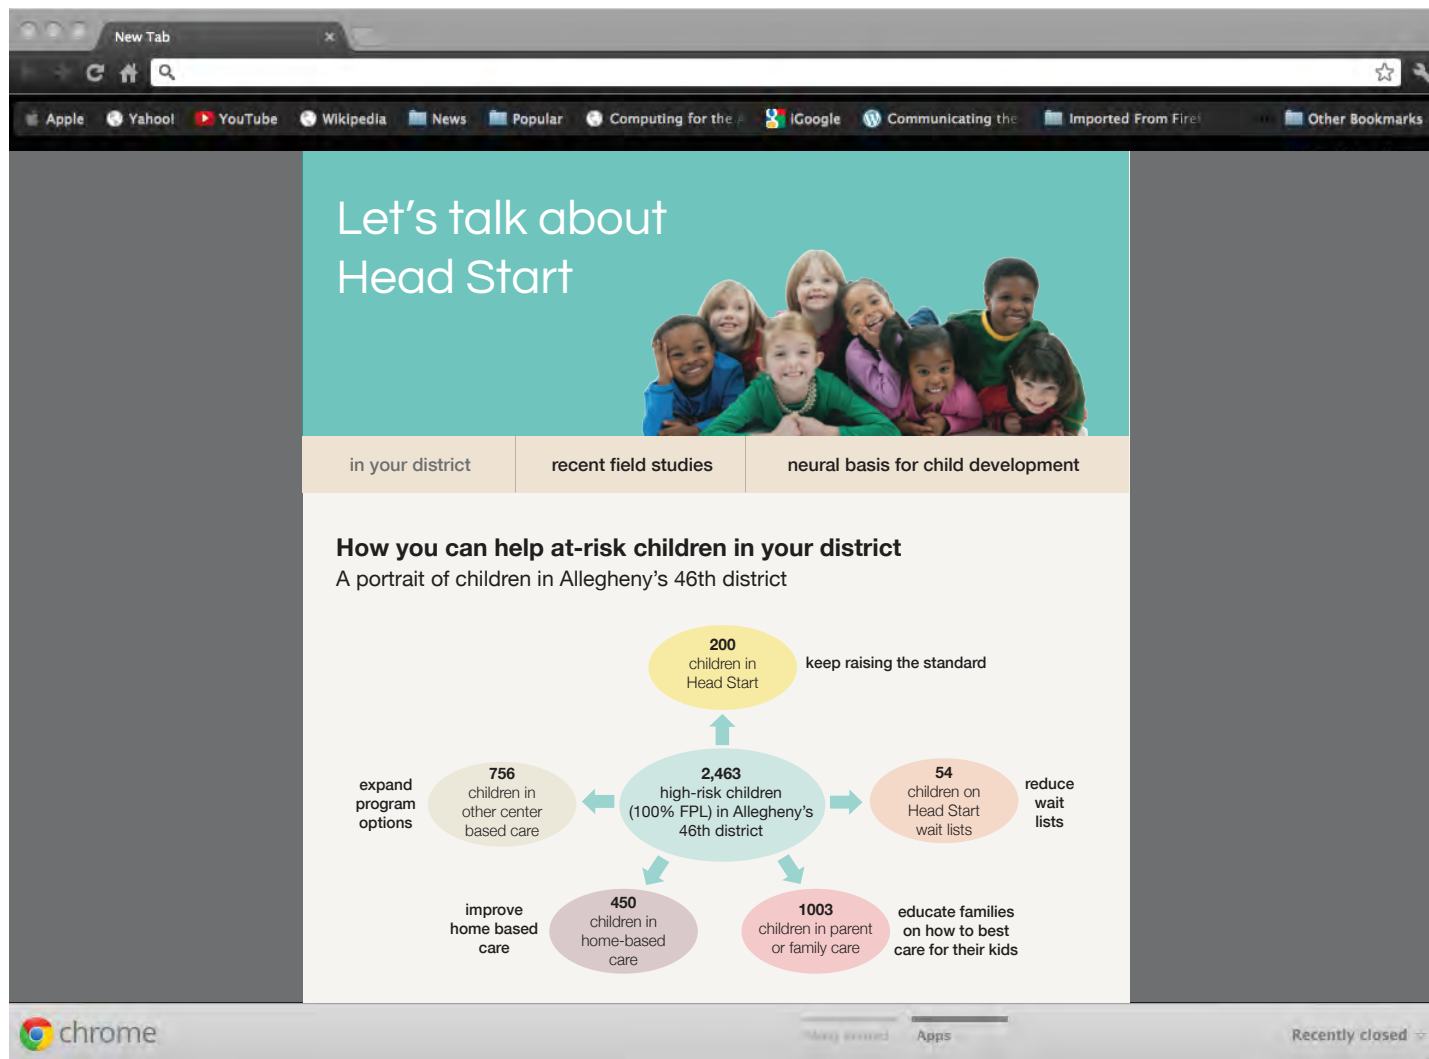 New Tab
Apple Yahoo! YouTube Wikipedia News Popular Computing for the iGoogle Communicating the Imported From Fire Other Bookmarks
Let's talk about
Head Start
in your district
recent field studies
neural basis for child development
How you can help at-risk children in your district
A portrait of children in Allegheny's 46th district
200
children in
Head Start
keep raising the standard
expand
program
options
756
children in
other center
based care
2,463
high-risk children
(100% FPL) in Allegheny's
46th district
54
children on
Head Start
wait lists
reduce
wait
lists
improve
home based
care
450
children in
home-based
care
1003
children in parent
or family care
educate families
on how to best
care for their kids
chrome
Apps
Recently closed